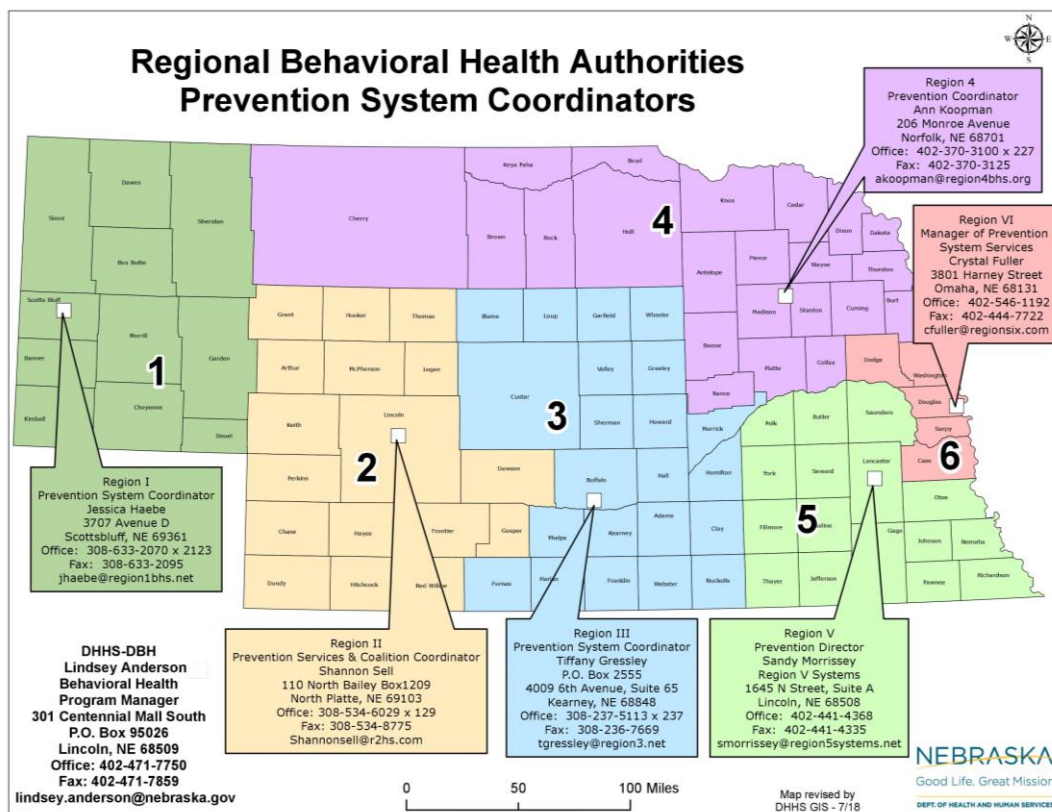 Regional Behavioral Health Authorities
Prevention System Coordinators
N
W
E
S
Region 4
Prevention Coordinator
Ann Koopman
206 Monroe Avenue
Norfolk, NE 68701
Office: 402-370-3100 x 227
Fax: 402-370-3125
akoopman@region4bhs.org
Region VI
Manager of Prevention
System Services
Crystal Fuller
3801 Harney Street
Omaha, NE 68131
Office: 402-546-1192
Fax: 402-444-7722
cfuller@regionsix.com
Sioux
Dawes
Sheridan
Box Butte
Scotts Bluff
Banner
Morrill
Garden
Kimball
Cheyenne
Deuel
1
Cherry
Keya Paha
Boyd
Brown
Rock
Holt
4
Knox
Cedar
Dixon
Dakota
Antelope
Pierce
Wayne
Thurston
Madison
Stanton
Cuming
Burt
Boone
Platte
Colfax
Nance
Grant
Hooker
Thomas
Arthur
McPherson
Logan
Keith
Lincoln
Perkins
Dawson
Chase
Hayes
Frontier
Gosper
Dundy
Hitchcock
Red Willow
2
Blaine
Loup
Garfield
Wheeler
Custer
Valley
Greeley
Sherman
Howard
Merrick
Buffalo
Hall
Hamilton
Phelps
Kearney
Adams
Clay
Furnas
Harlan
Franklin
Webster
Nuckolls
3
Polk
Butler
Saunders
York
Seward
Lancaster
Fillmore
Saline
Gage
Otoe
Johnson
Nemaha
Thayer
Jefferson
Pawnee
Richardson
5
Dodge
Washington
Douglas
Sarpy
Cass
6
Region I
Prevention System Coordinator
Jessica Haebe
3707 Avenue D
Scottsbluff, NE 69361
Office: 308-633-2070 x 2123
Fax: 308-633-2095
jhaebe@region1bhs.net
Region II
Prevention Services & Coalition Coordinator
Shannon Sell
110 North Bailey Box1209
North Platte, NE 69103
Office: 308-534-6029 x 129
Fax: 308-534-8775
Shannonsell@r2hs.com
Region III
Prevention System Coordinator
Tiffany Gressley
P.O. Box 2555
4009 6th Avenue, Suite 65
Kearney, NE 68848
Office: 308-237-5113 x 237
Fax: 308-236-7669
tgressley@region3.net
Region V
Prevention Director
Sandy Morrissey
Region V Systems
1645 N Street, Suite A
Lincoln, NE 68508
Office: 402-441-4368
Fax: 402-441-4335
smorrissey@region5systems.net
DHHS-DBH
Lindsey Anderson
Behavioral Health
Program Manager
301 Centennial Mall South
P.O. Box 95026
Lincoln, NE 68509
Office: 402-471-7750
Fax: 402-471-7859
lindsey.anderson@nebraska.gov
0 50 100 Miles
Map revised by
DHHS GIS - 7/18
NEBRASKA
Good Life. Great Mission
DEPT. OF HEALTH AND HUMAN SERVICES